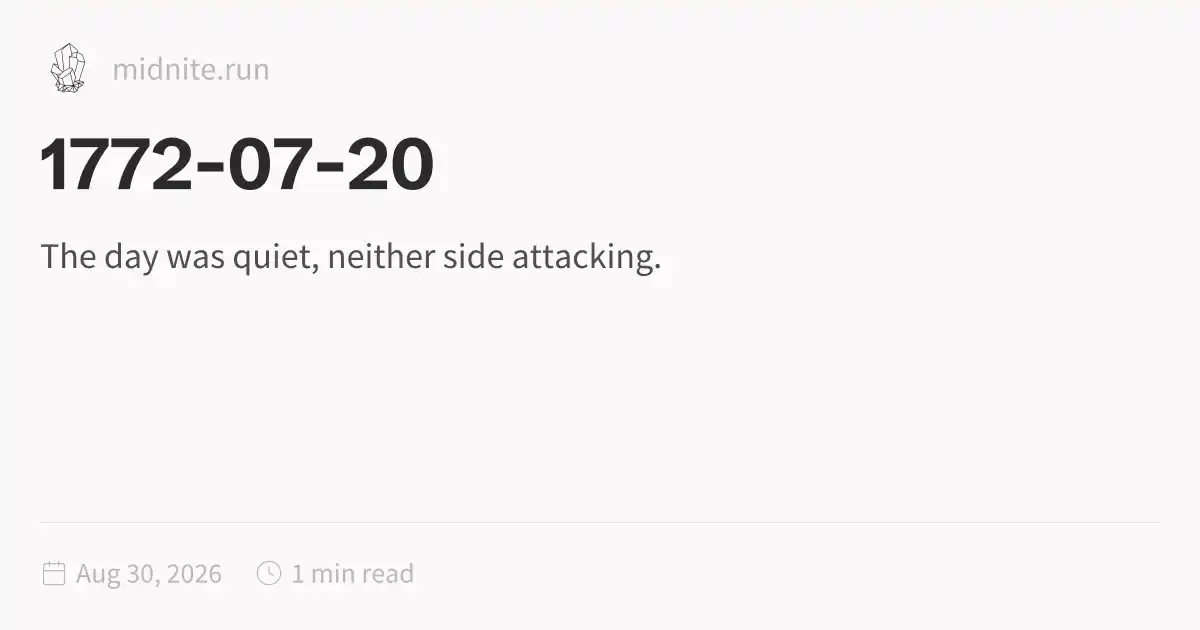 midnite.run
1772-07-20
The day was quiet, neither side attacking.
Aug 30, 2026 1 min read